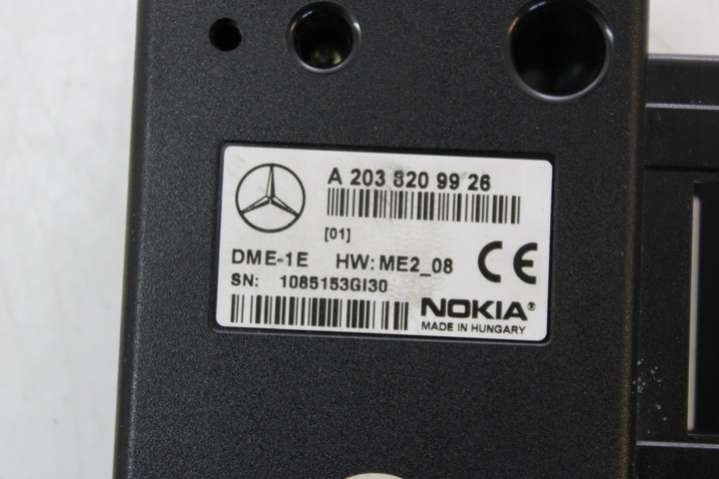 A 203 820 99 26
[01]
DME-1E HW: ME2_08
CE
SN: 1085153GI30
NOKIA®
MADE IN HUNGARY